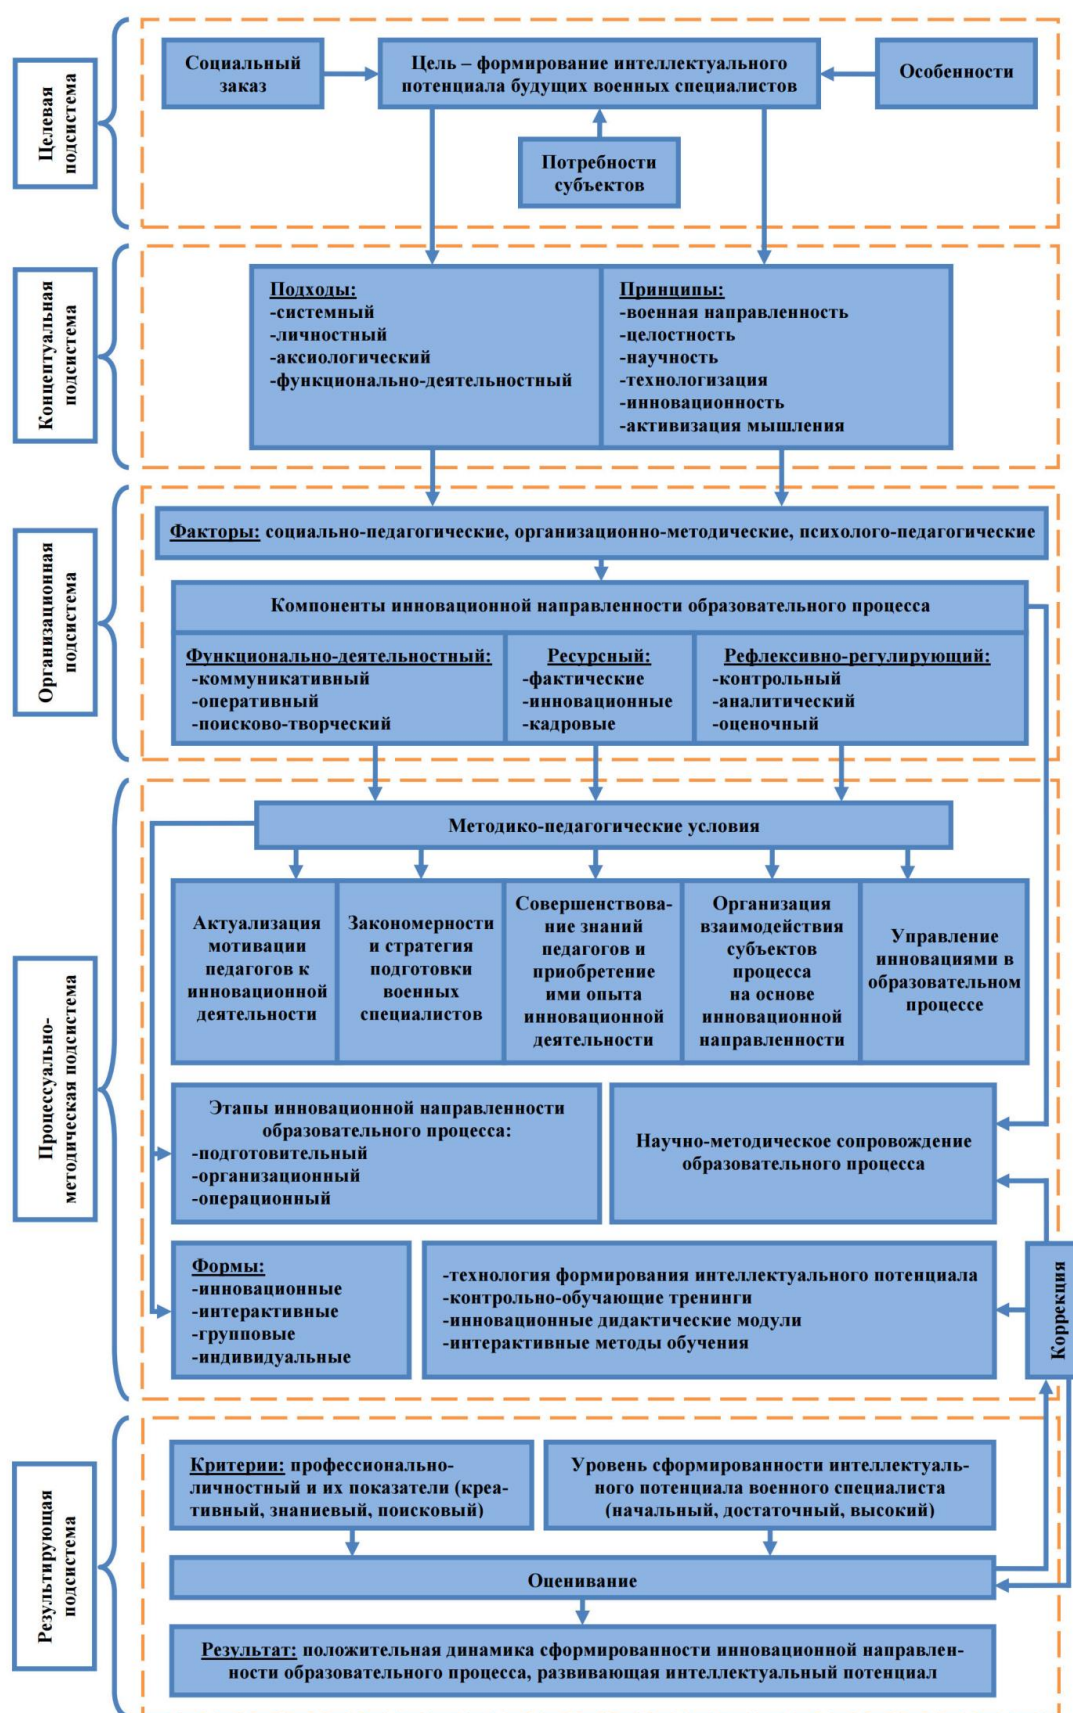 Целевая
подсистема
Социальный
заказ
Цель – формирование интеллектуального
потенциала будущих военных специалистов
Особенности
Потребности
субъектов
Концептуальная
подсистема
Подходы:
-системный
-личностный
-аксиологический
-функционально-деятельностный
Принципы:
-военная направленность
-целостность
-научность
-технологизация
-инновационность
-активизация мышления
Организационная
подсистема
Факторы: социально-педагогические, организационно-методические, психолого-педагогические
Компоненты инновационной направленности образовательного процесса
Функционально-деятельностный:
-коммуникативный
-оперативный
-поисково-творческий
Ресурсный:
-фактические
-инновационные
-кадровые
Рефлексивно-регулирующий:
-контрольный
-аналитический
-оценочный
Процессуально-
методическая подсистема
Методико-педагогические условия
Актуализация
мотивации
педагогов к
инновационной
деятельности
Закономерности
и стратегия
подготовки
военных
специалистов
Совершенствова-
ние знаний
педагогов и
приобретение
ими опыта
инновационной
деятельности
Организация
взаимодействия
субъектов
процесса
на основе
инновационной
направленности
Управление
инновациями в
образовательном
процессе
Этапы инновационной направленности
образовательного процесса:
-подготовительный
-организационный
-операционный
Научно-методическое сопровождение
образовательного процесса
Формы:
-инновационные
-интерактивные
-групповые
-индивидуальные
-технология формирования интеллектуального потенциала
-контрольно-обучающие тренинги
-инновационные дидактические модули
-интерактивные методы обучения
Коррекция
Результирующая
подсистема
Критерии: профессионально-
личностный и их показатели (креа-
тивный, знаниевый, поисковый)
Уровень сформированности интеллектуаль-
ного потенциала военного специалиста
(начальный, достаточный, высокий)
Оценивание
Результат: положительная динамика сформированности инновационной направлен-
ности образовательного процесса, развивающая интеллектуальный потенциал